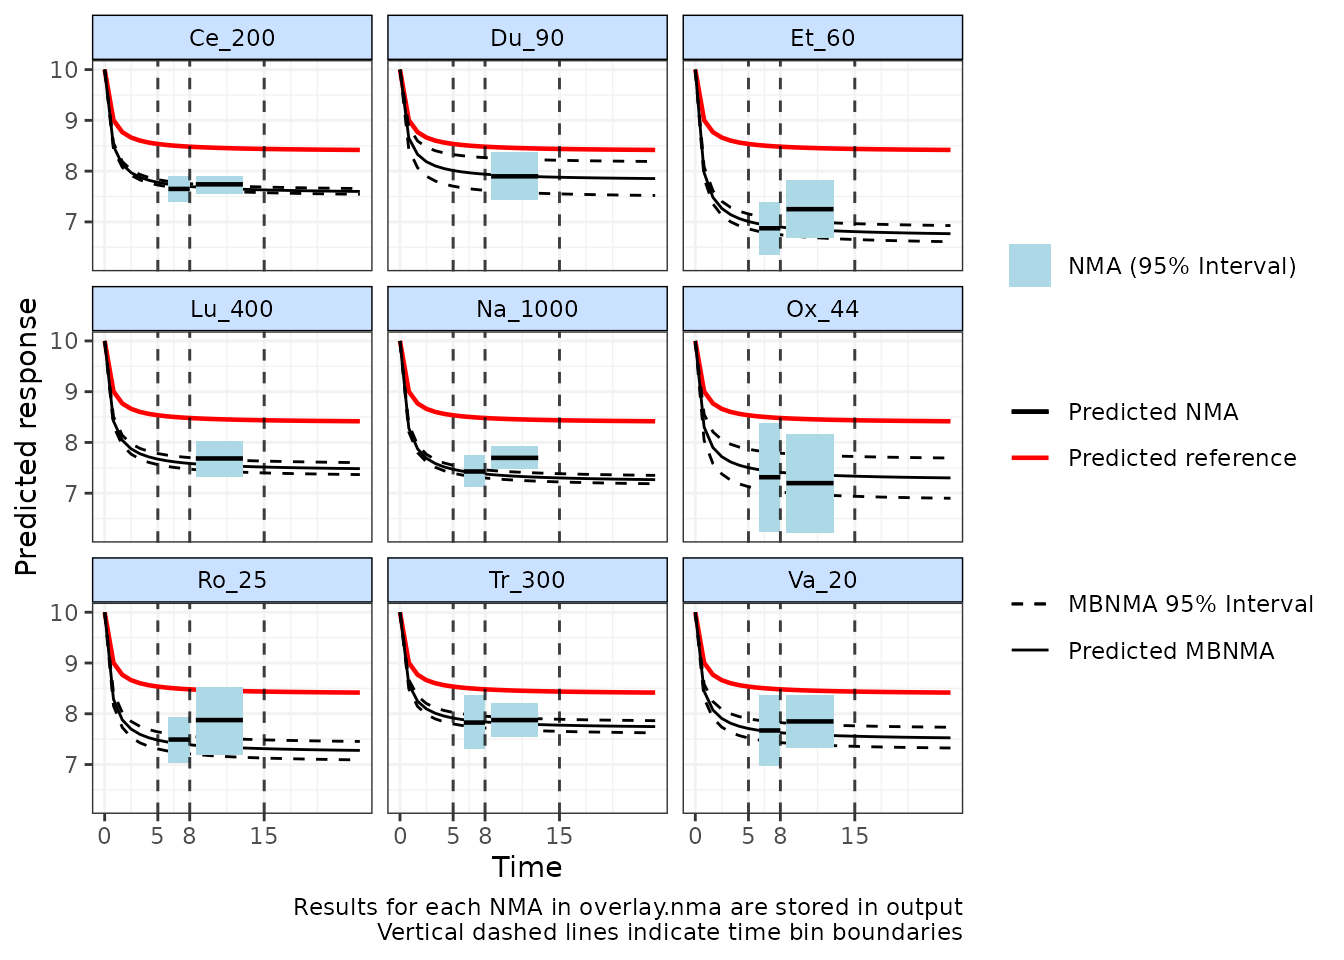 Ce_200
Du_90
Et_60
10
9
8
7
Lu_400
Na_1000
Ox_44
10
9
8
7
Ro_25
Tr_300
Va_20
10
9
8
7
0 5 8 15
0 5 8 15
0 5 8 15
Predicted response
Time
NMA (95% Interval)
Predicted NMA
Predicted reference
MBNMA 95% Interval
Predicted MBNMA
Results for each NMA in overlay.nma are stored in output
Vertical dashed lines indicate time bin boundaries